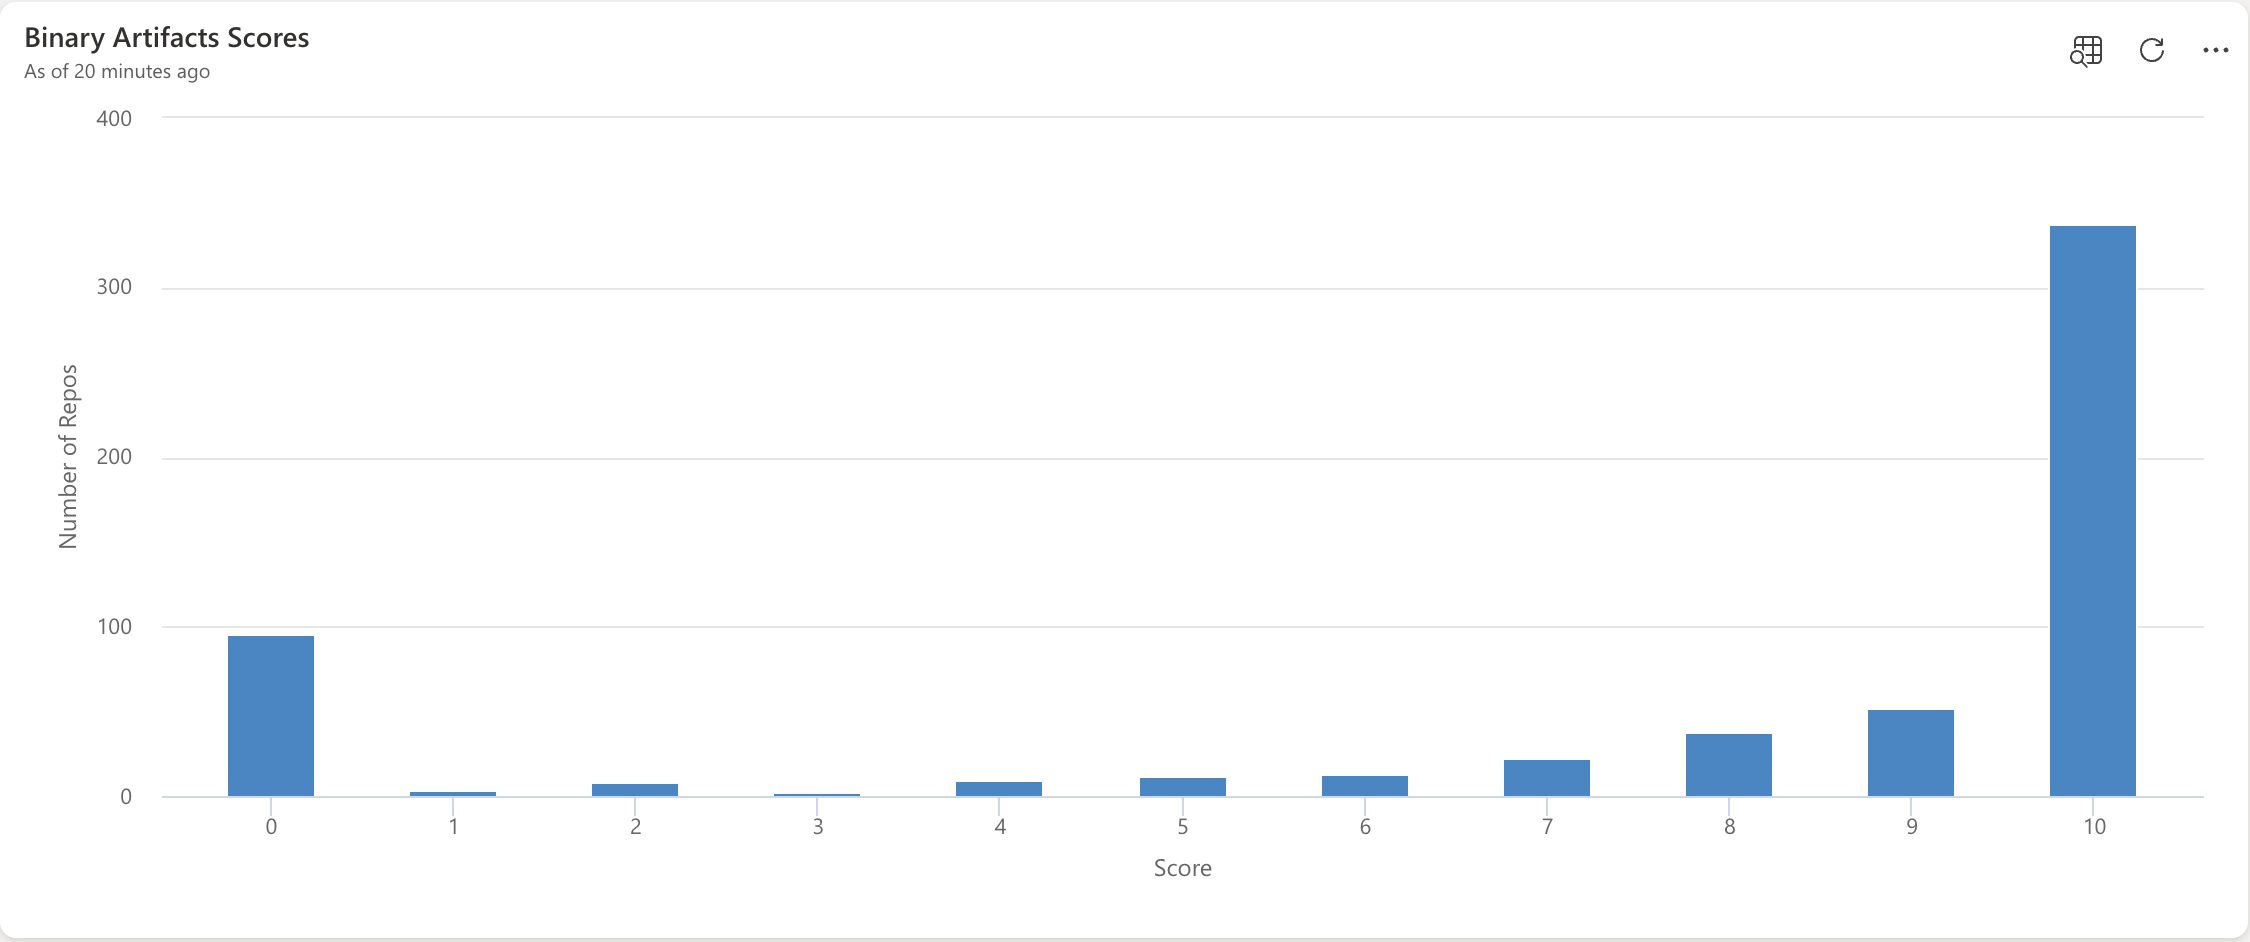 Binary Artifacts Scores
As of 20 minutes ago
400
300
200
100
0
Number of Repos
0 1 2 3 4 5 6 7 8 9 10
Score